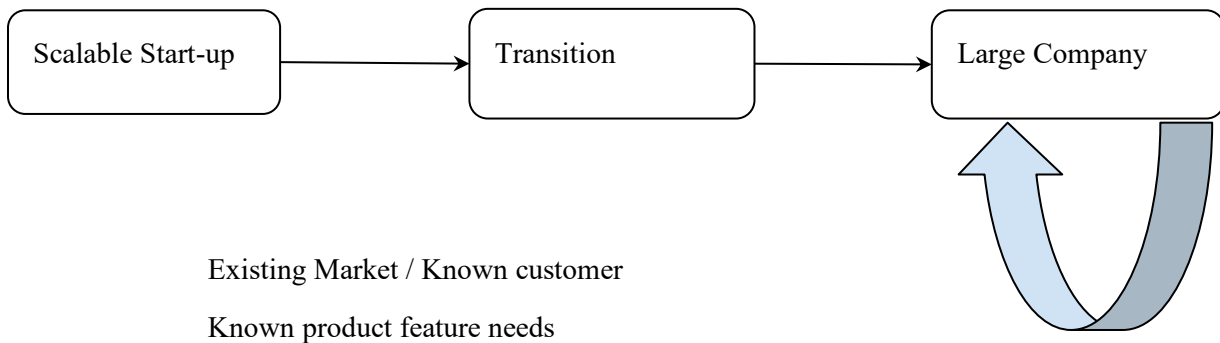 Scalable Start-up
Transition
Large Company
Existing Market / Known customer
Known product feature needs